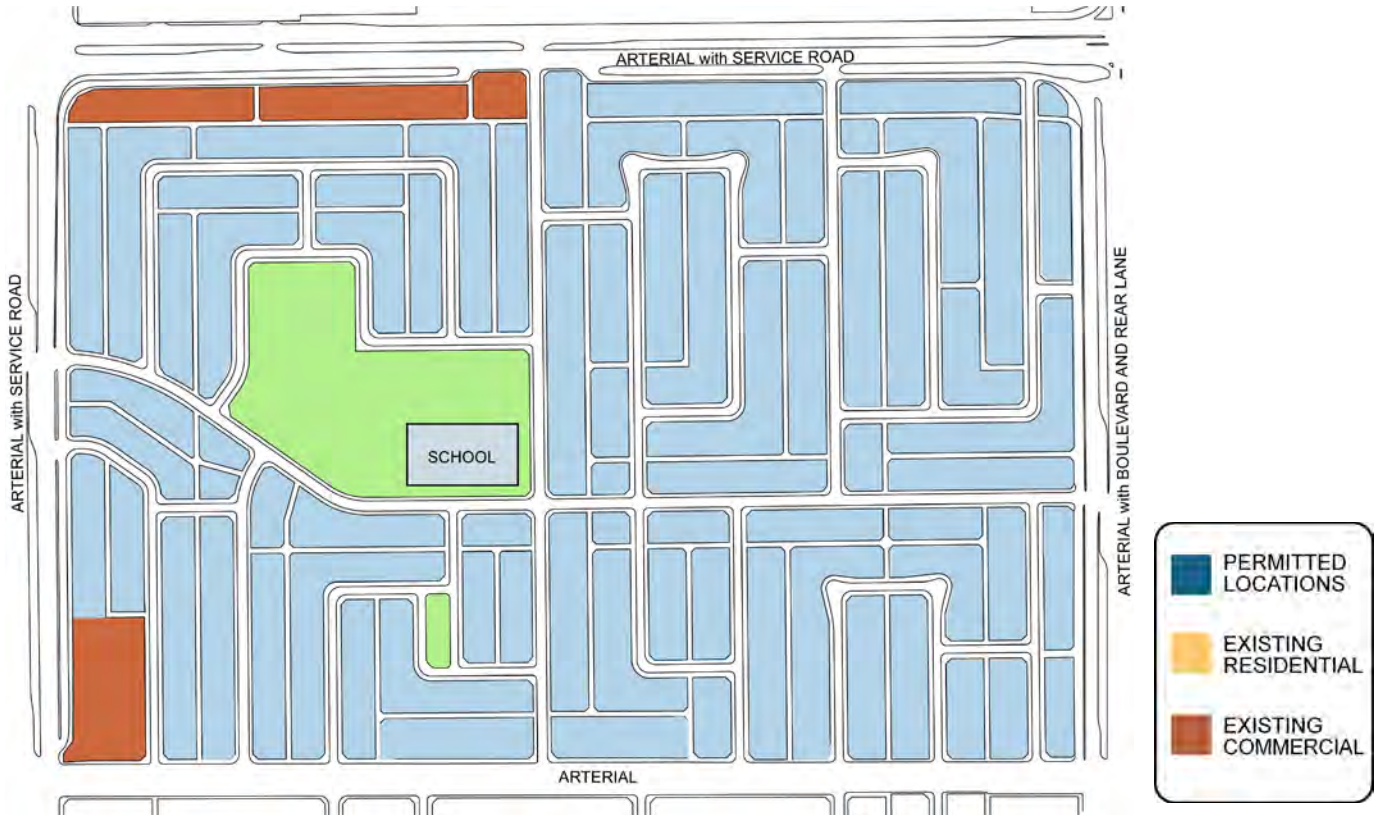 ARTERIAL with SERVICE ROAD
ARTERIAL with SERVICE ROAD
ARTERIAL with BOULEVARD AND REAR LANE
SCHOOL
ARTERIAL
PERMITTED
LOCATIONS
EXISTING
RESIDENTIAL
EXISTING
COMMERCIAL